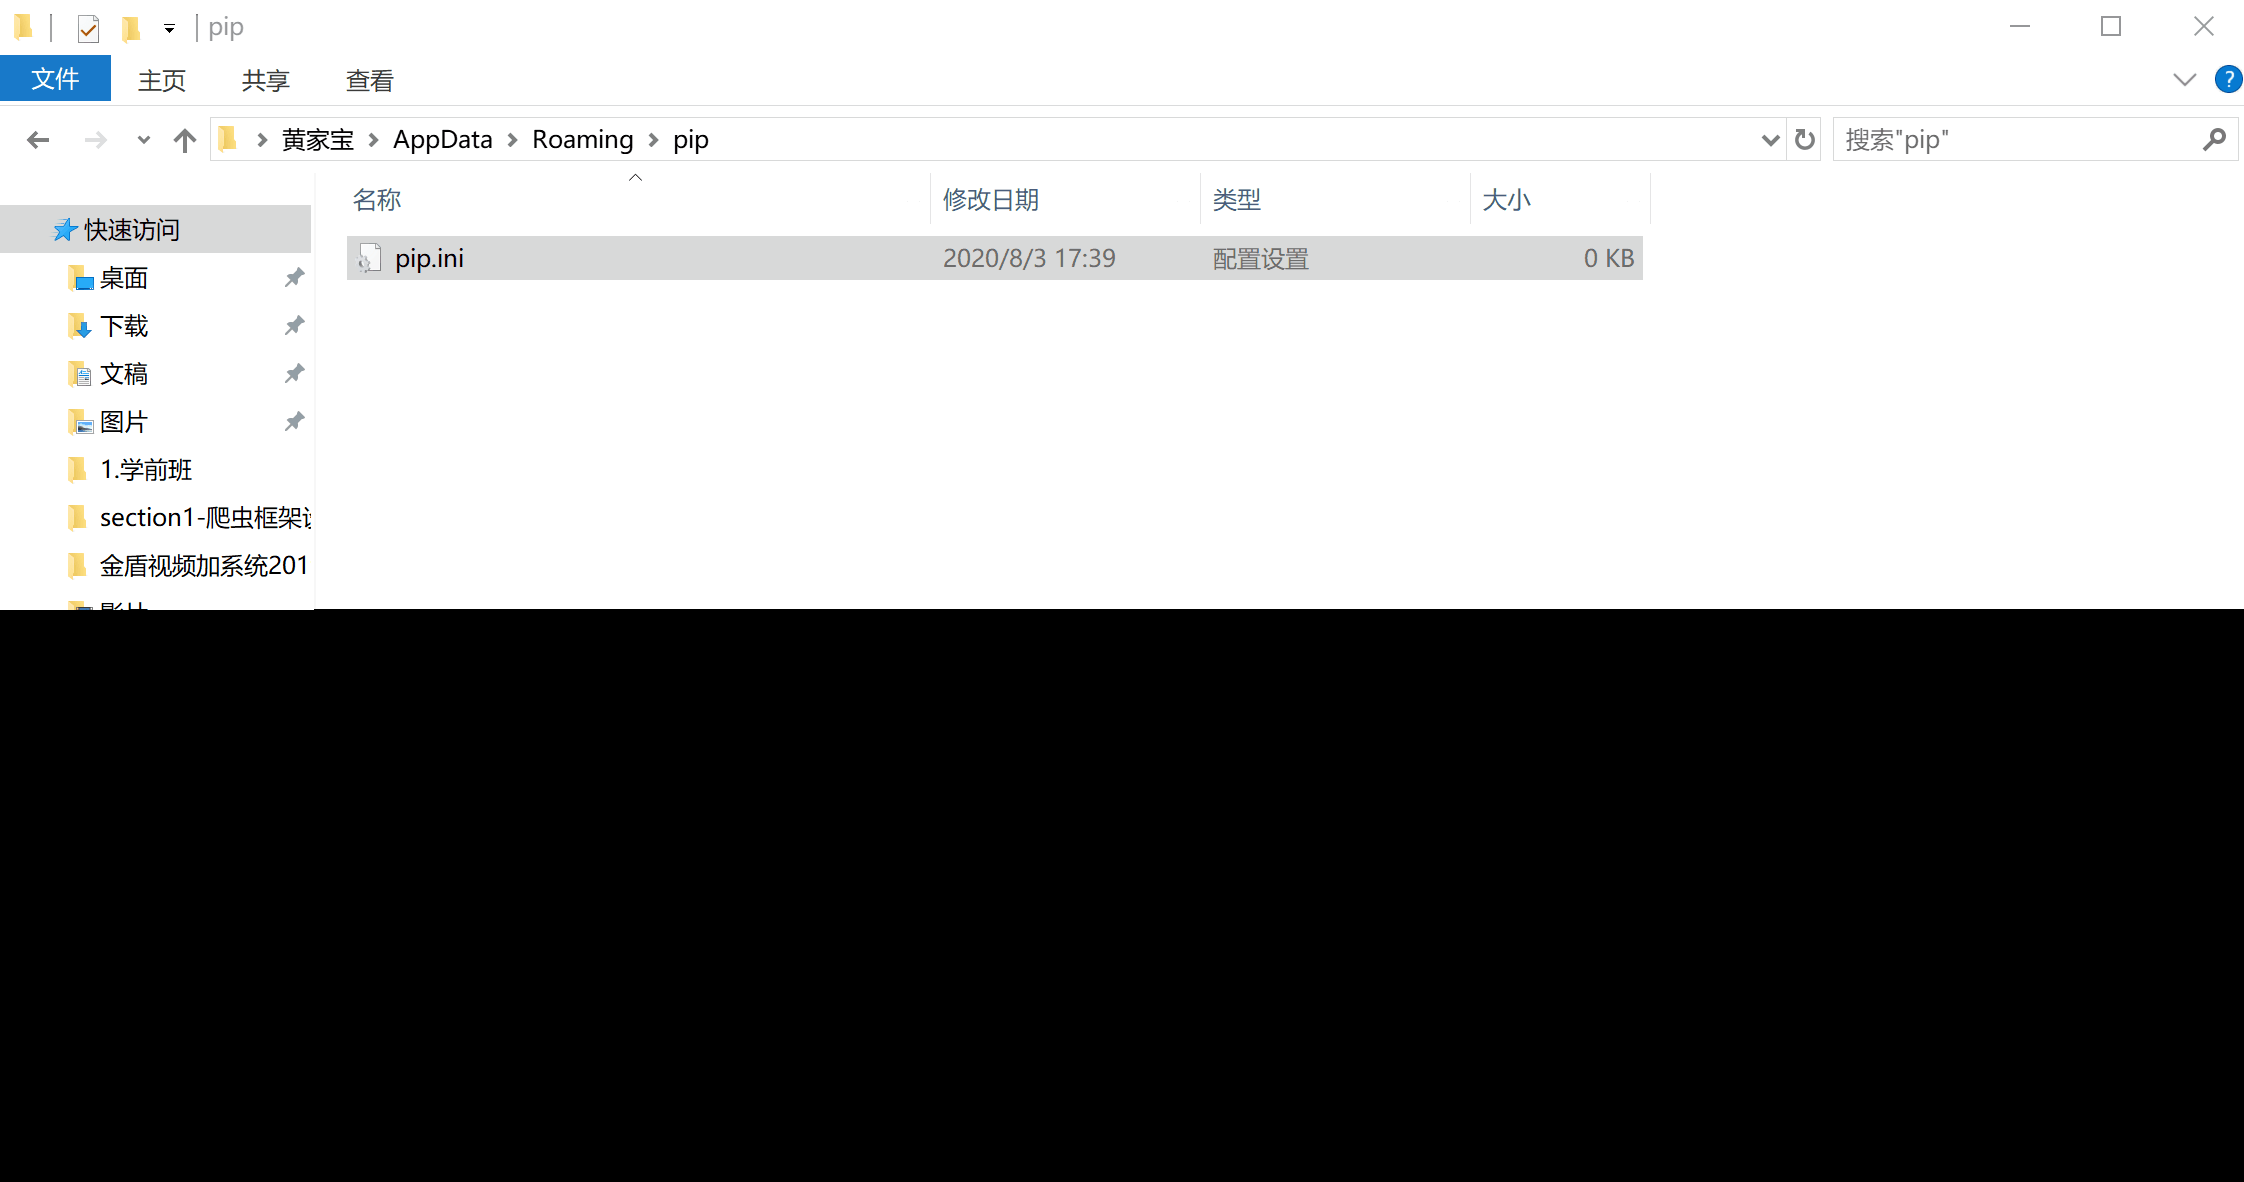 pip
文件 主页 共享 查看
黄家宝 AppData Roaming pip 搜索"pip"
名称 修改日期 类型 大小
快速访问
pip.ini 2020/8/3 17:39 配置设置 0 KB
桌面
下载
文稿
图片
1.学前班
section1-爬虫框架
金盾视频加系统201
影片